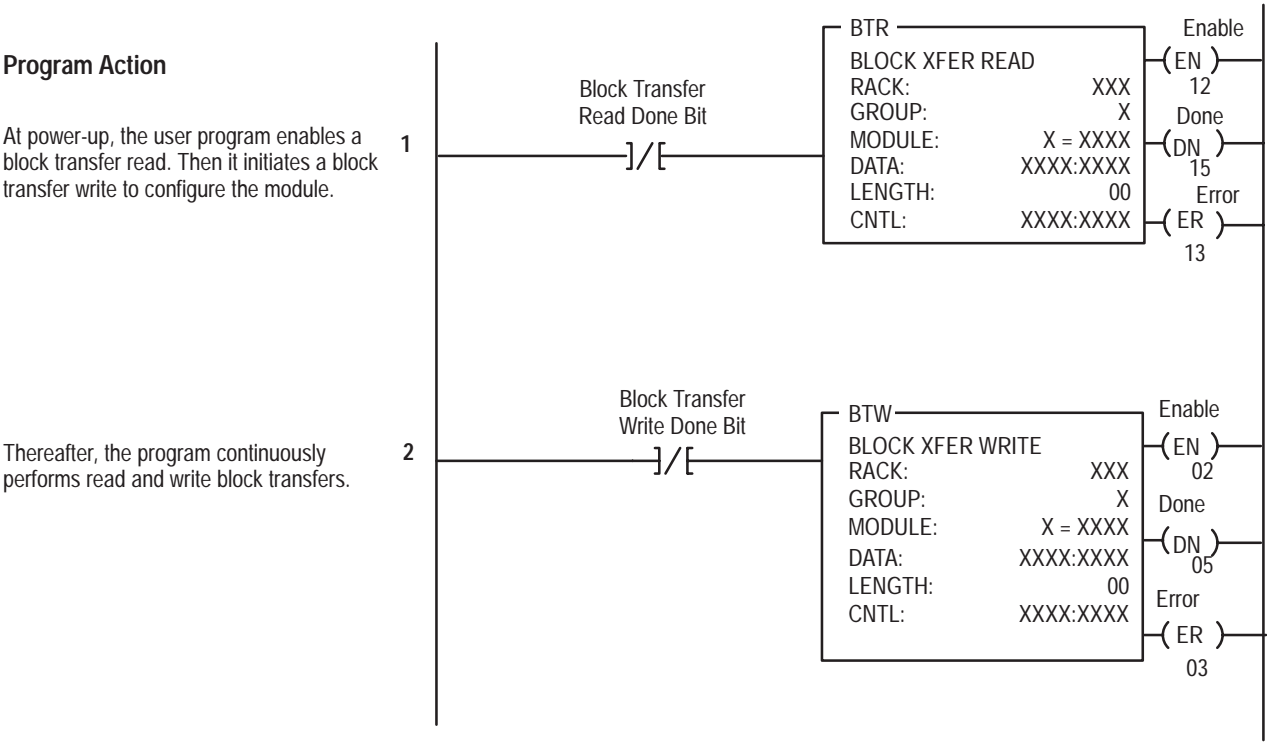 Program Action
At power-up, the user program enables a
block transfer read. Then it initiates a block
transfer write to configure the module.
1
Block Transfer
Read Done Bit
BTR
BLOCK XFER READ
RACK: XXX
GROUP: X
MODULE: X = XXXX
DATA: XXXX:XXXX
LENGTH: 00
CNTL: XXXX:XXXX
Enable
EN
12
Done
DN
15
Error
ER
13
Thereafter, the program continuously
performs read and write block transfers.
2
Block Transfer
Write Done Bit
BTW
BLOCK XFER WRITE
RACK: XXX
GROUP: X
MODULE: X = XXXX
DATA: XXXX:XXXX
LENGTH: 00
CNTL: XXXX:XXXX
Enable
EN
02
Done
DN
05
Error
ER
03